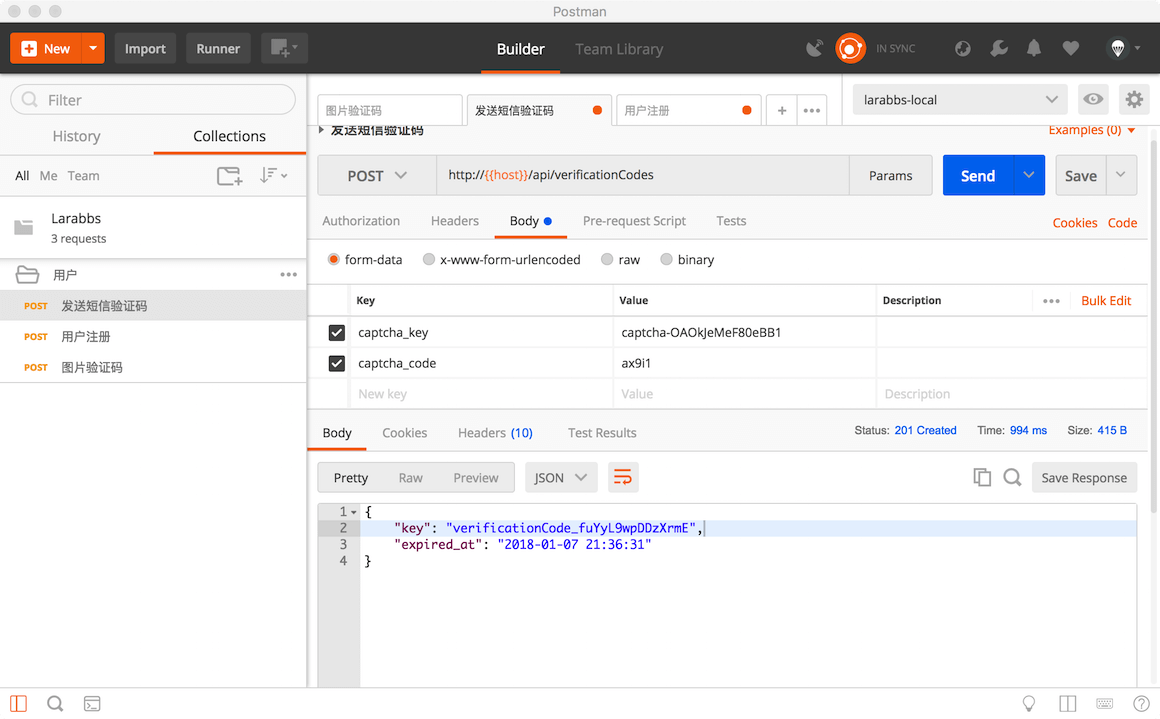 Postman
New
Import
Runner
Builder
Team Library
IN SYNC
Filter
History
Collections
All Me Team
Larabbs
3 requests
用户
POST 发送短信验证码
POST 用户注册
POST 图片验证码
图片验证码
发送短信验证码
用户注册
larabbs-local
发送短信验证码
Examples (0)
POST
http://{{host}}/api/verificationCodes
Params
Send
Save
Authorization
Headers
Body
Pre-request Script
Tests
Cookies
Code
form-data
x-www-form-urlencoded
raw
binary
Key
Value
Description
Bulk Edit
captcha_key
captcha-OAOkJeMeF80eBB1
captcha_code
ax9i1
New key
Value
Description
Body
Cookies
Headers (10)
Test Results
Status: 201 Created
Time: 994 ms
Size: 415 B
Pretty
Raw
Preview
JSON
Save Response
1 {
2 "key": "verificationCode_fuYyL9wpDDzXrmE",
3 "expired_at": "2018-01-07 21:36:31"
4 }